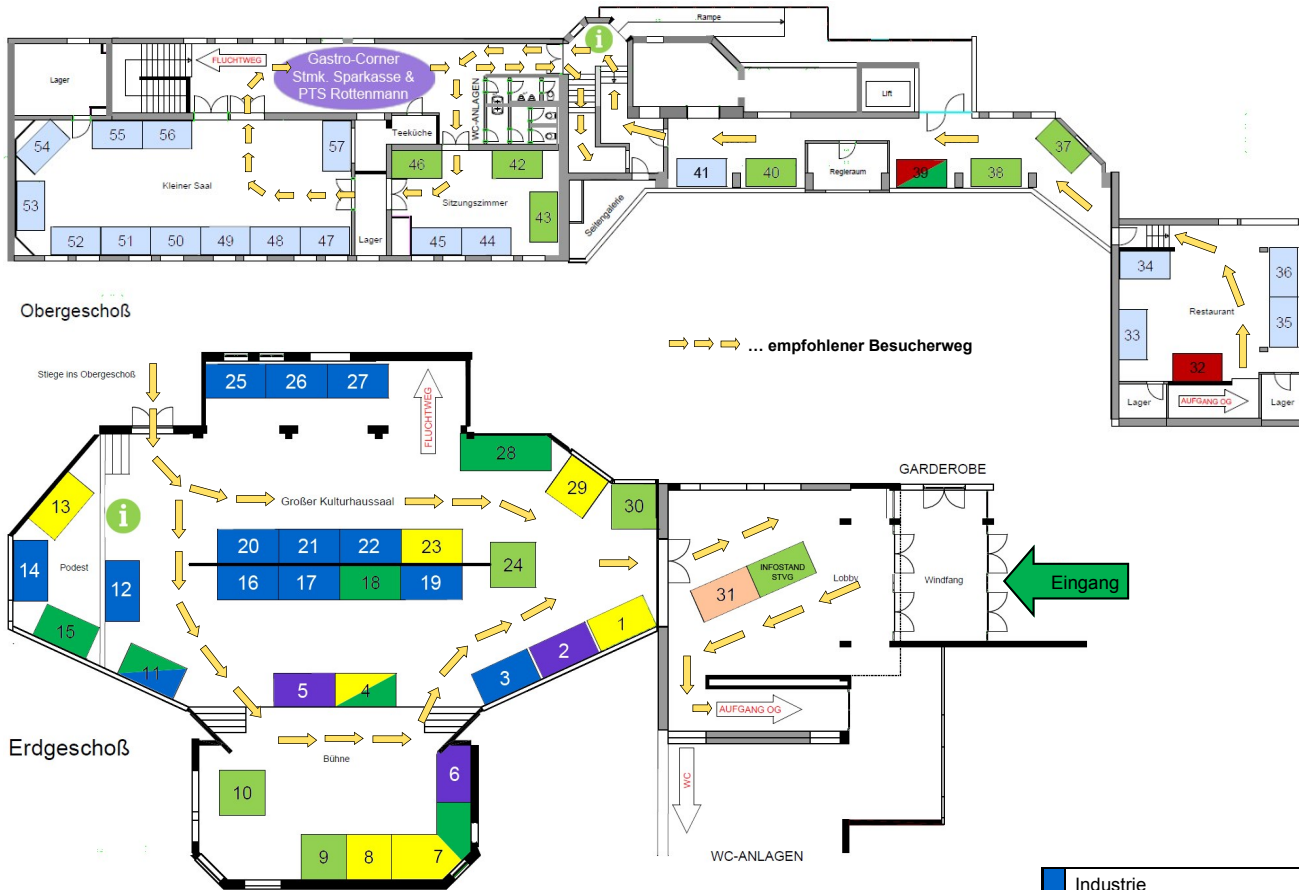 Rampe
i
Lager
FLUCHTWEG
Gastro-Corner
Stmk. Sparkasse &
PTS Rottenmann
WC-ANLAGEN
Lift
Teeküche
54
55
56
57
46
42
41
40
Regieraum
39
38
37
Kleiner Saal
53
Sitzungszimmer
43
Seitengalerie
52
51
50
49
48
47
Lager
45
44
34
36
Restaurant
33
35
32
Lager
AUFGANG OG
Lager
Obergeschoß
... empfohlener Besucherweg
Stiege ins Obergeschoß
25
26
27
FLUCHTWEG
28
29
30
GARDEROBE
13
i
Großer Kulturhaussaal
20
21
22
23
24
14
Podest
12
16
17
18
19
INFOSTAND
STVG
31
Lobby
Windfang
Eingang
15
11
1
2
3
5
4
AUFGANG OG
Erdgeschoß
Bühne
6
10
WC
9
8
7
WC-ANLAGEN
Industrie